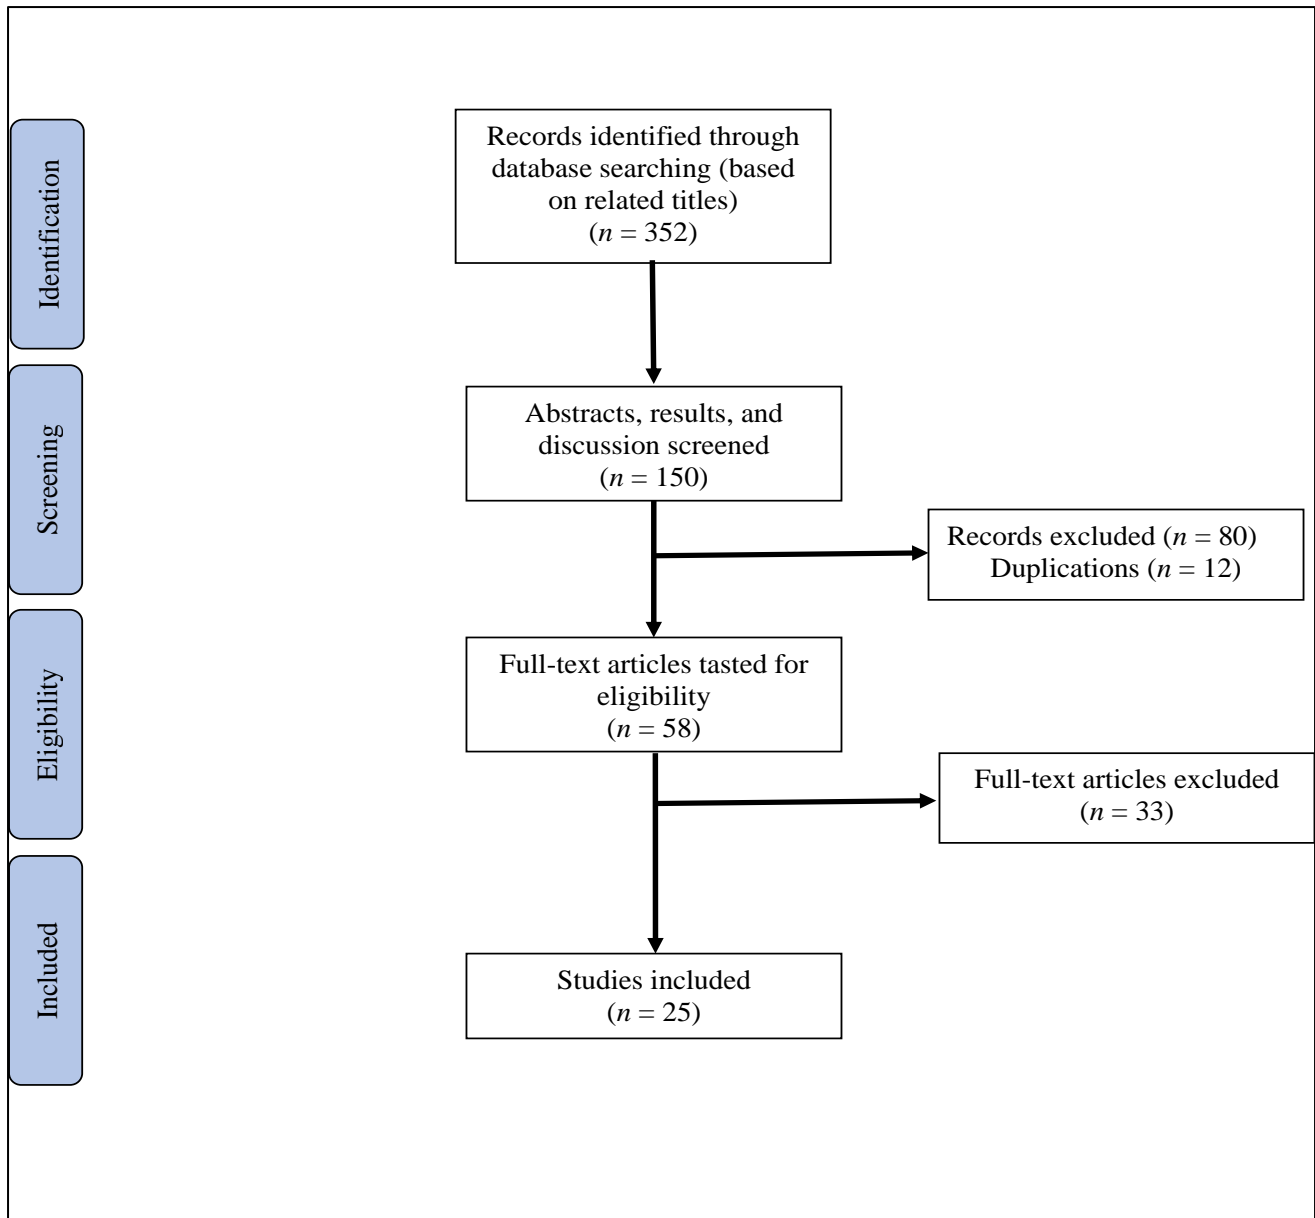 Identification
Records identified through
database searching (based
on related titles)
(n = 352)
Screening
Abstracts, results, and
discussion screened
(n = 150)
Records excluded (n = 80)
Duplications (n = 12)
Eligibility
Full-text articles tasted for
eligibility
(n = 58)
Full-text articles excluded
(n = 33)
Included
Studies included
(n = 25)